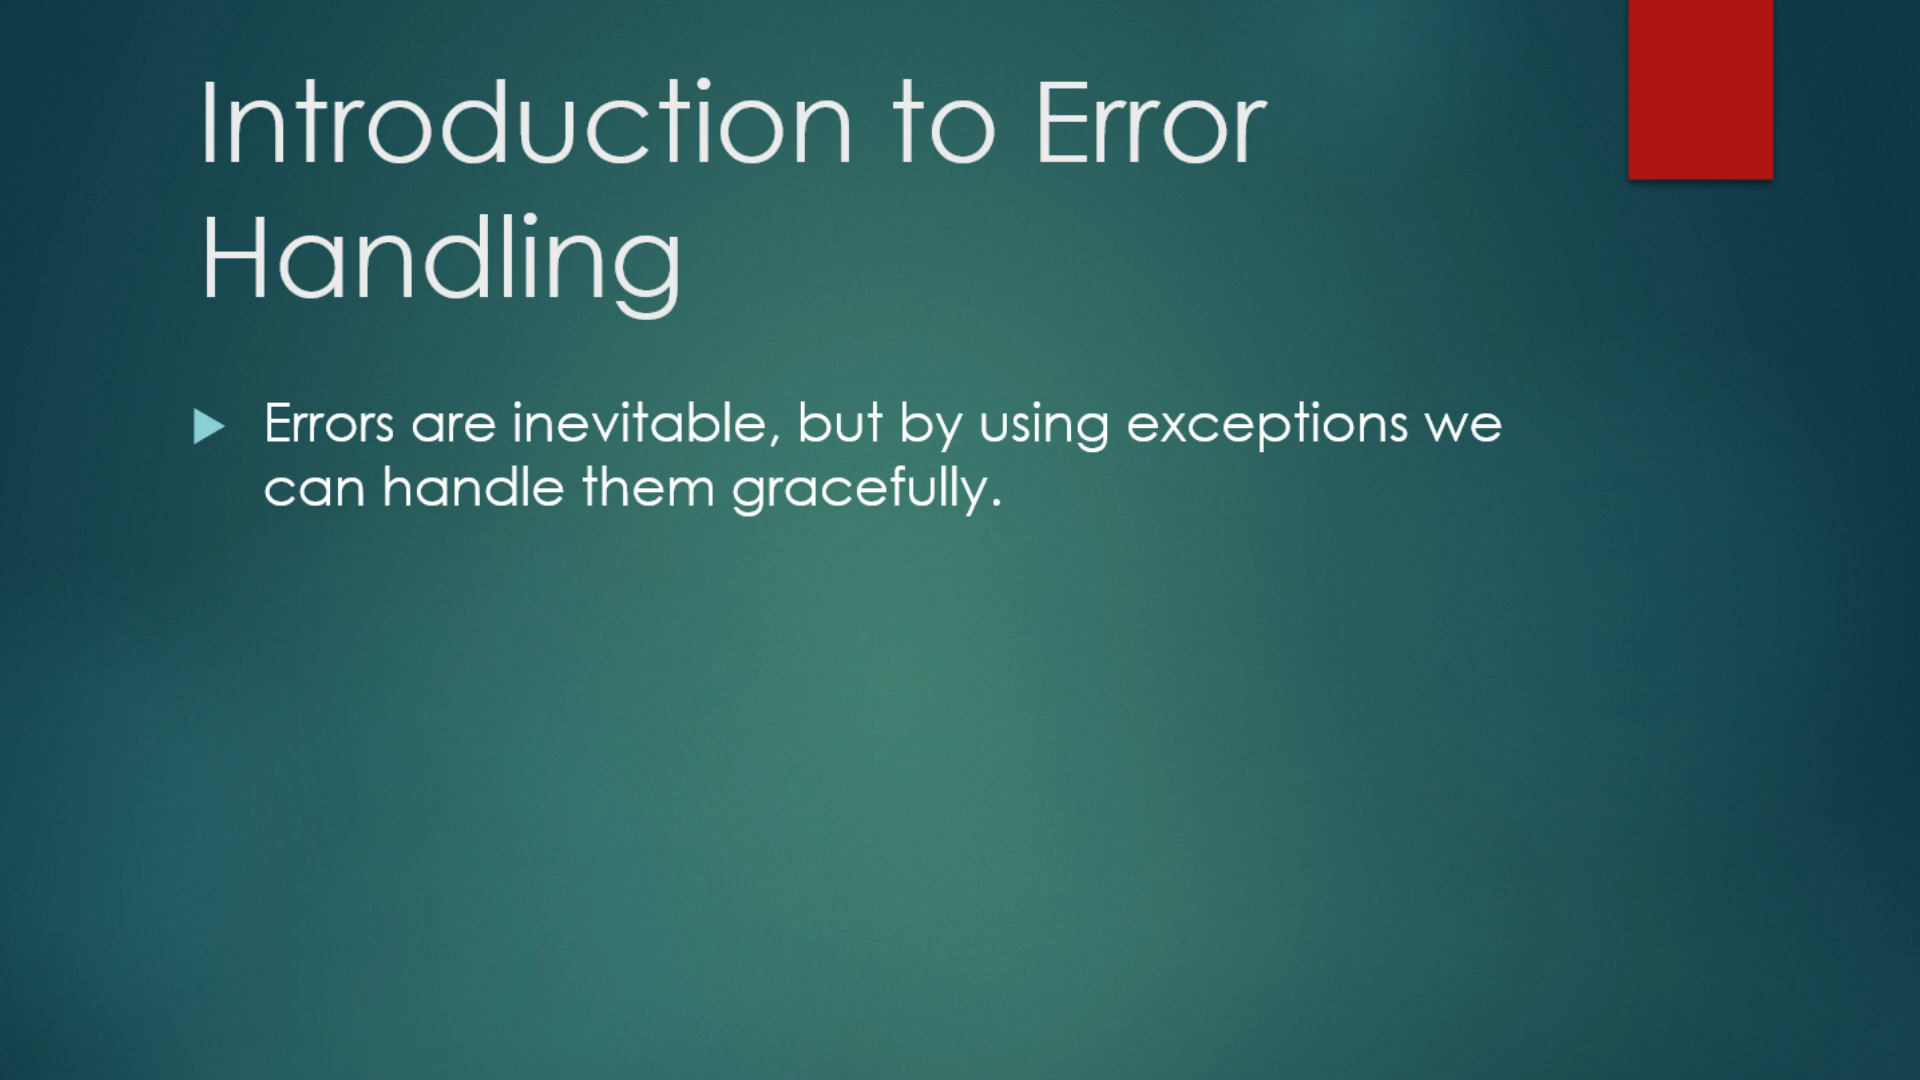 Introduction to Error
Handling
Errors are inevitable, but by using exceptions we
can handle them gracefully.